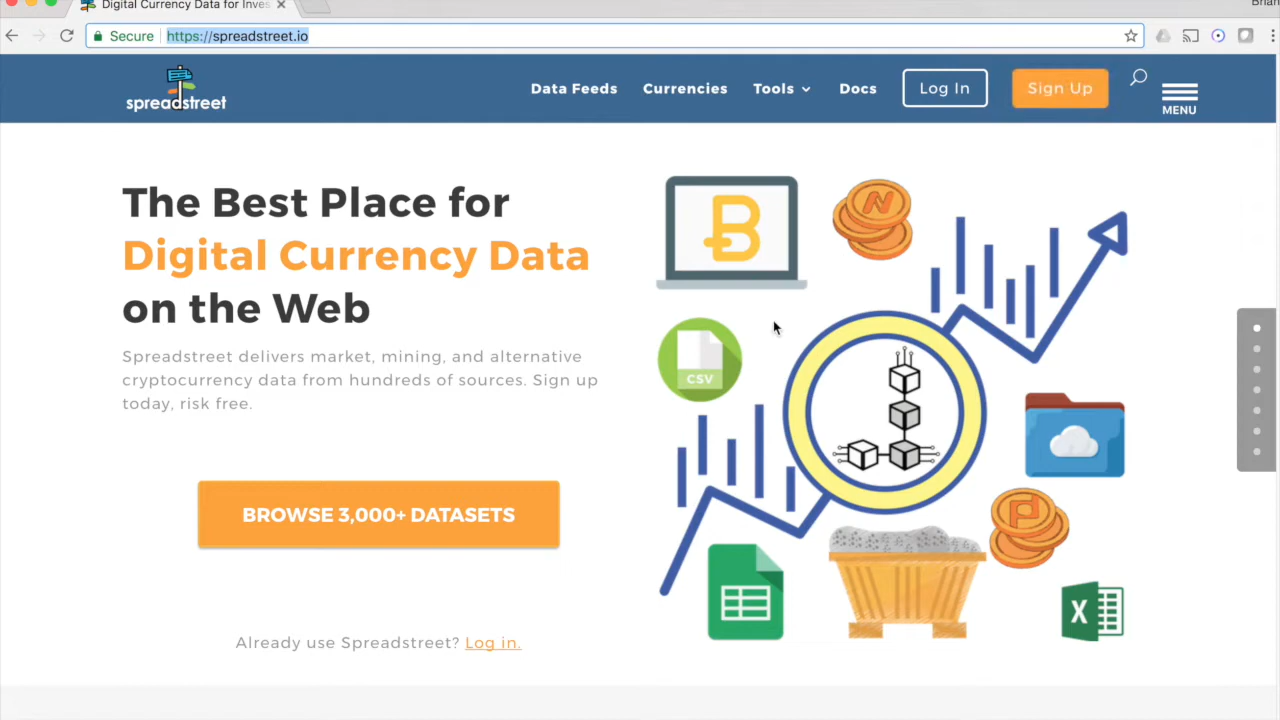 Digital Currency Data for Inves
Brian
Secure
https://spreadstreet.io
spreadstreet
Data Feeds
Currencies
Tools
Docs
Log In
Sign Up
MENU
The Best Place for
Digital Currency Data
on the Web
Spreadstreet delivers market, mining, and alternative
cryptocurrency data from hundreds of sources. Sign up
today, risk free.
BROWSE 3,000+ DATASETS
Already use Spreadstreet? Log in.
CSV
X